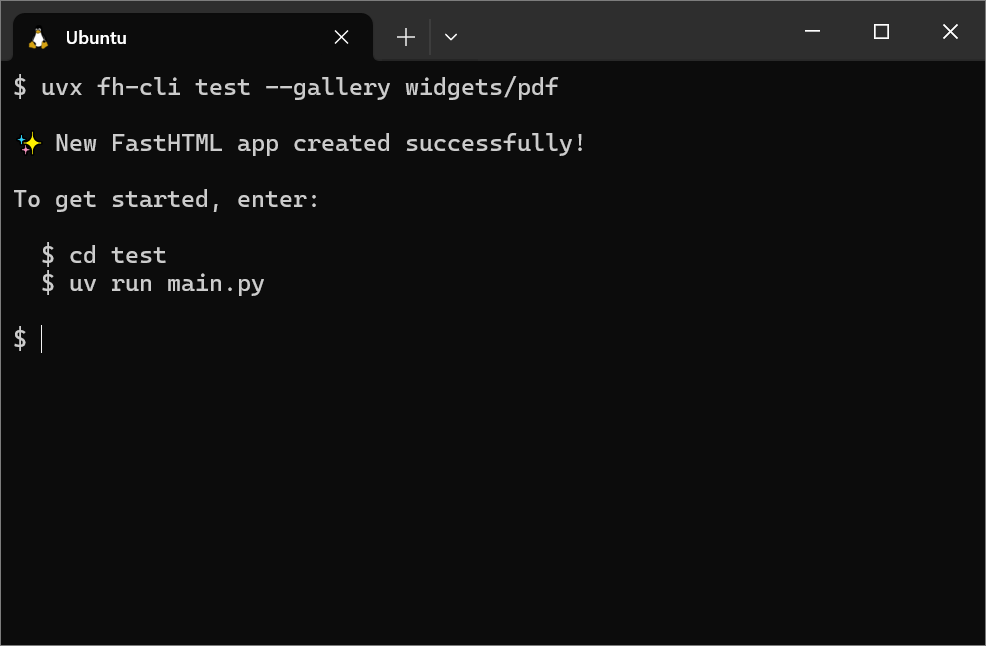 Ubuntu
$ uvx fh-cli test --gallery widgets/pdf
✨ New FastHTML app created successfully!
To get started, enter:
$ cd test
$ uv run main.py
$